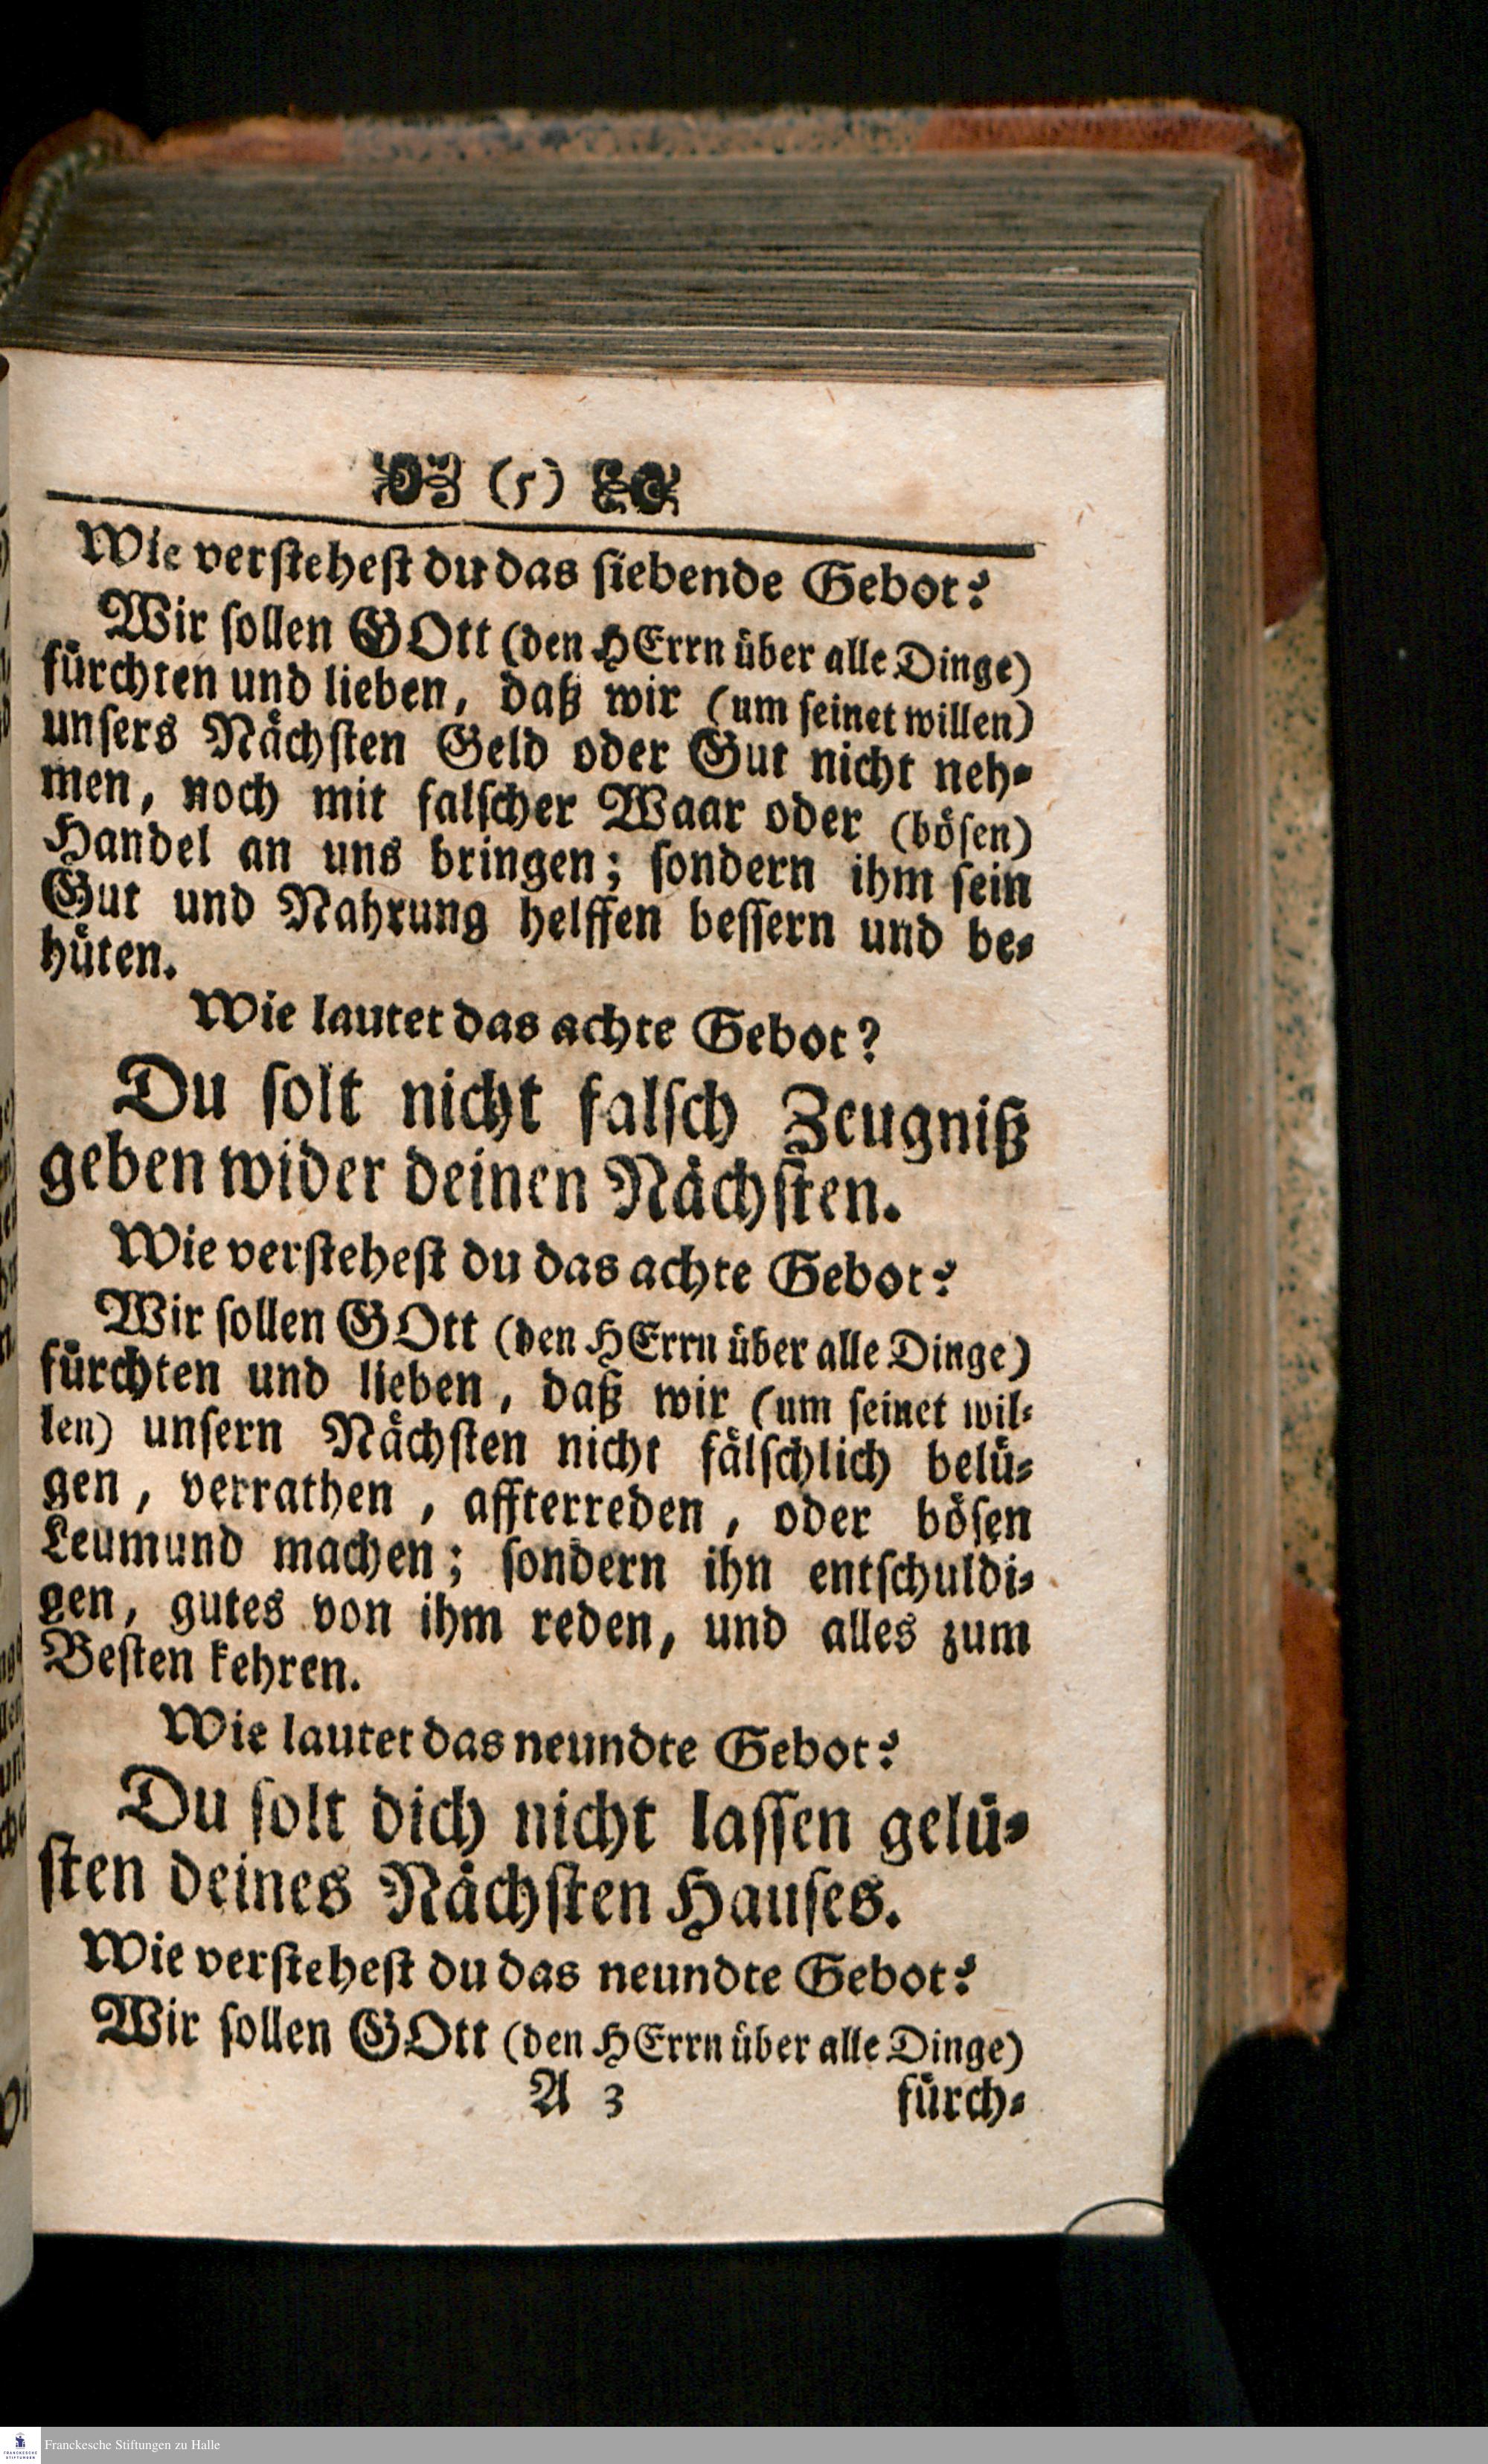 (5)
Wie verstehest du das siebende Gebot?
Wir sollen GOtt (den HErrn über alle Dinge)
fürchten und lieben, daß wir (um seinet willen)
unsers Nächsten Geld oder Gut nicht neh-
men, noch mit falscher Waar oder (bösen)
Handel an uns bringen; sondern ihm sein
Gut und Nahrung helffen bessern und be-
hüten.
Wie lautet das achte Gebot?
Du solt nicht falsch Zeugniß
geben wider deinen Nächsten.
Wie verstehest du das achte Gebot?
Wir sollen GOtt (den HErrn über alle Dinge)
fürchten und lieben, daß wir (um seinet wil-
len) unsern Nächsten nicht fälschlich belü-
gen, verrathen, affterreden, oder bösen
Leumund machen; sondern ihn entschuldi-
gen, gutes von ihm reden, und alles zum
Besten kehren.
Wie lautet das neundte Gebot?
Du solt dich nicht lassen gelü-
sten deines Nächsten Hauses.
Wie verstehest du das neundte Gebot?
Wir sollen GOtt (den HErrn über alle Dinge)
A 3 fürch-
Franckesche Stiftungen zu Halle